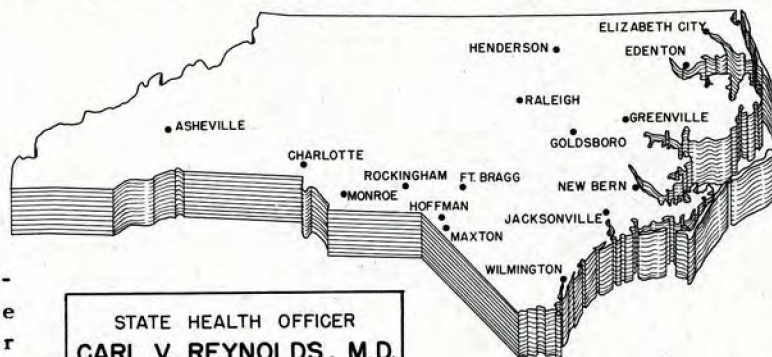 ELIZABETH CITY
HENDERSON
EDENTON
RALEIGH
GREENVILLE
ASHEVILLE
GOLDSBORO
CHARLOTTE
ROCKINGHAM
FT. BRAGG
MONROE
NEW BERN
HOFFMAN
JACKSONVILLE
MAXTON
WILMINGTON
-
e
r
STATE HEALTH OFFICER
CARL V. REYNOLDS, M.D.